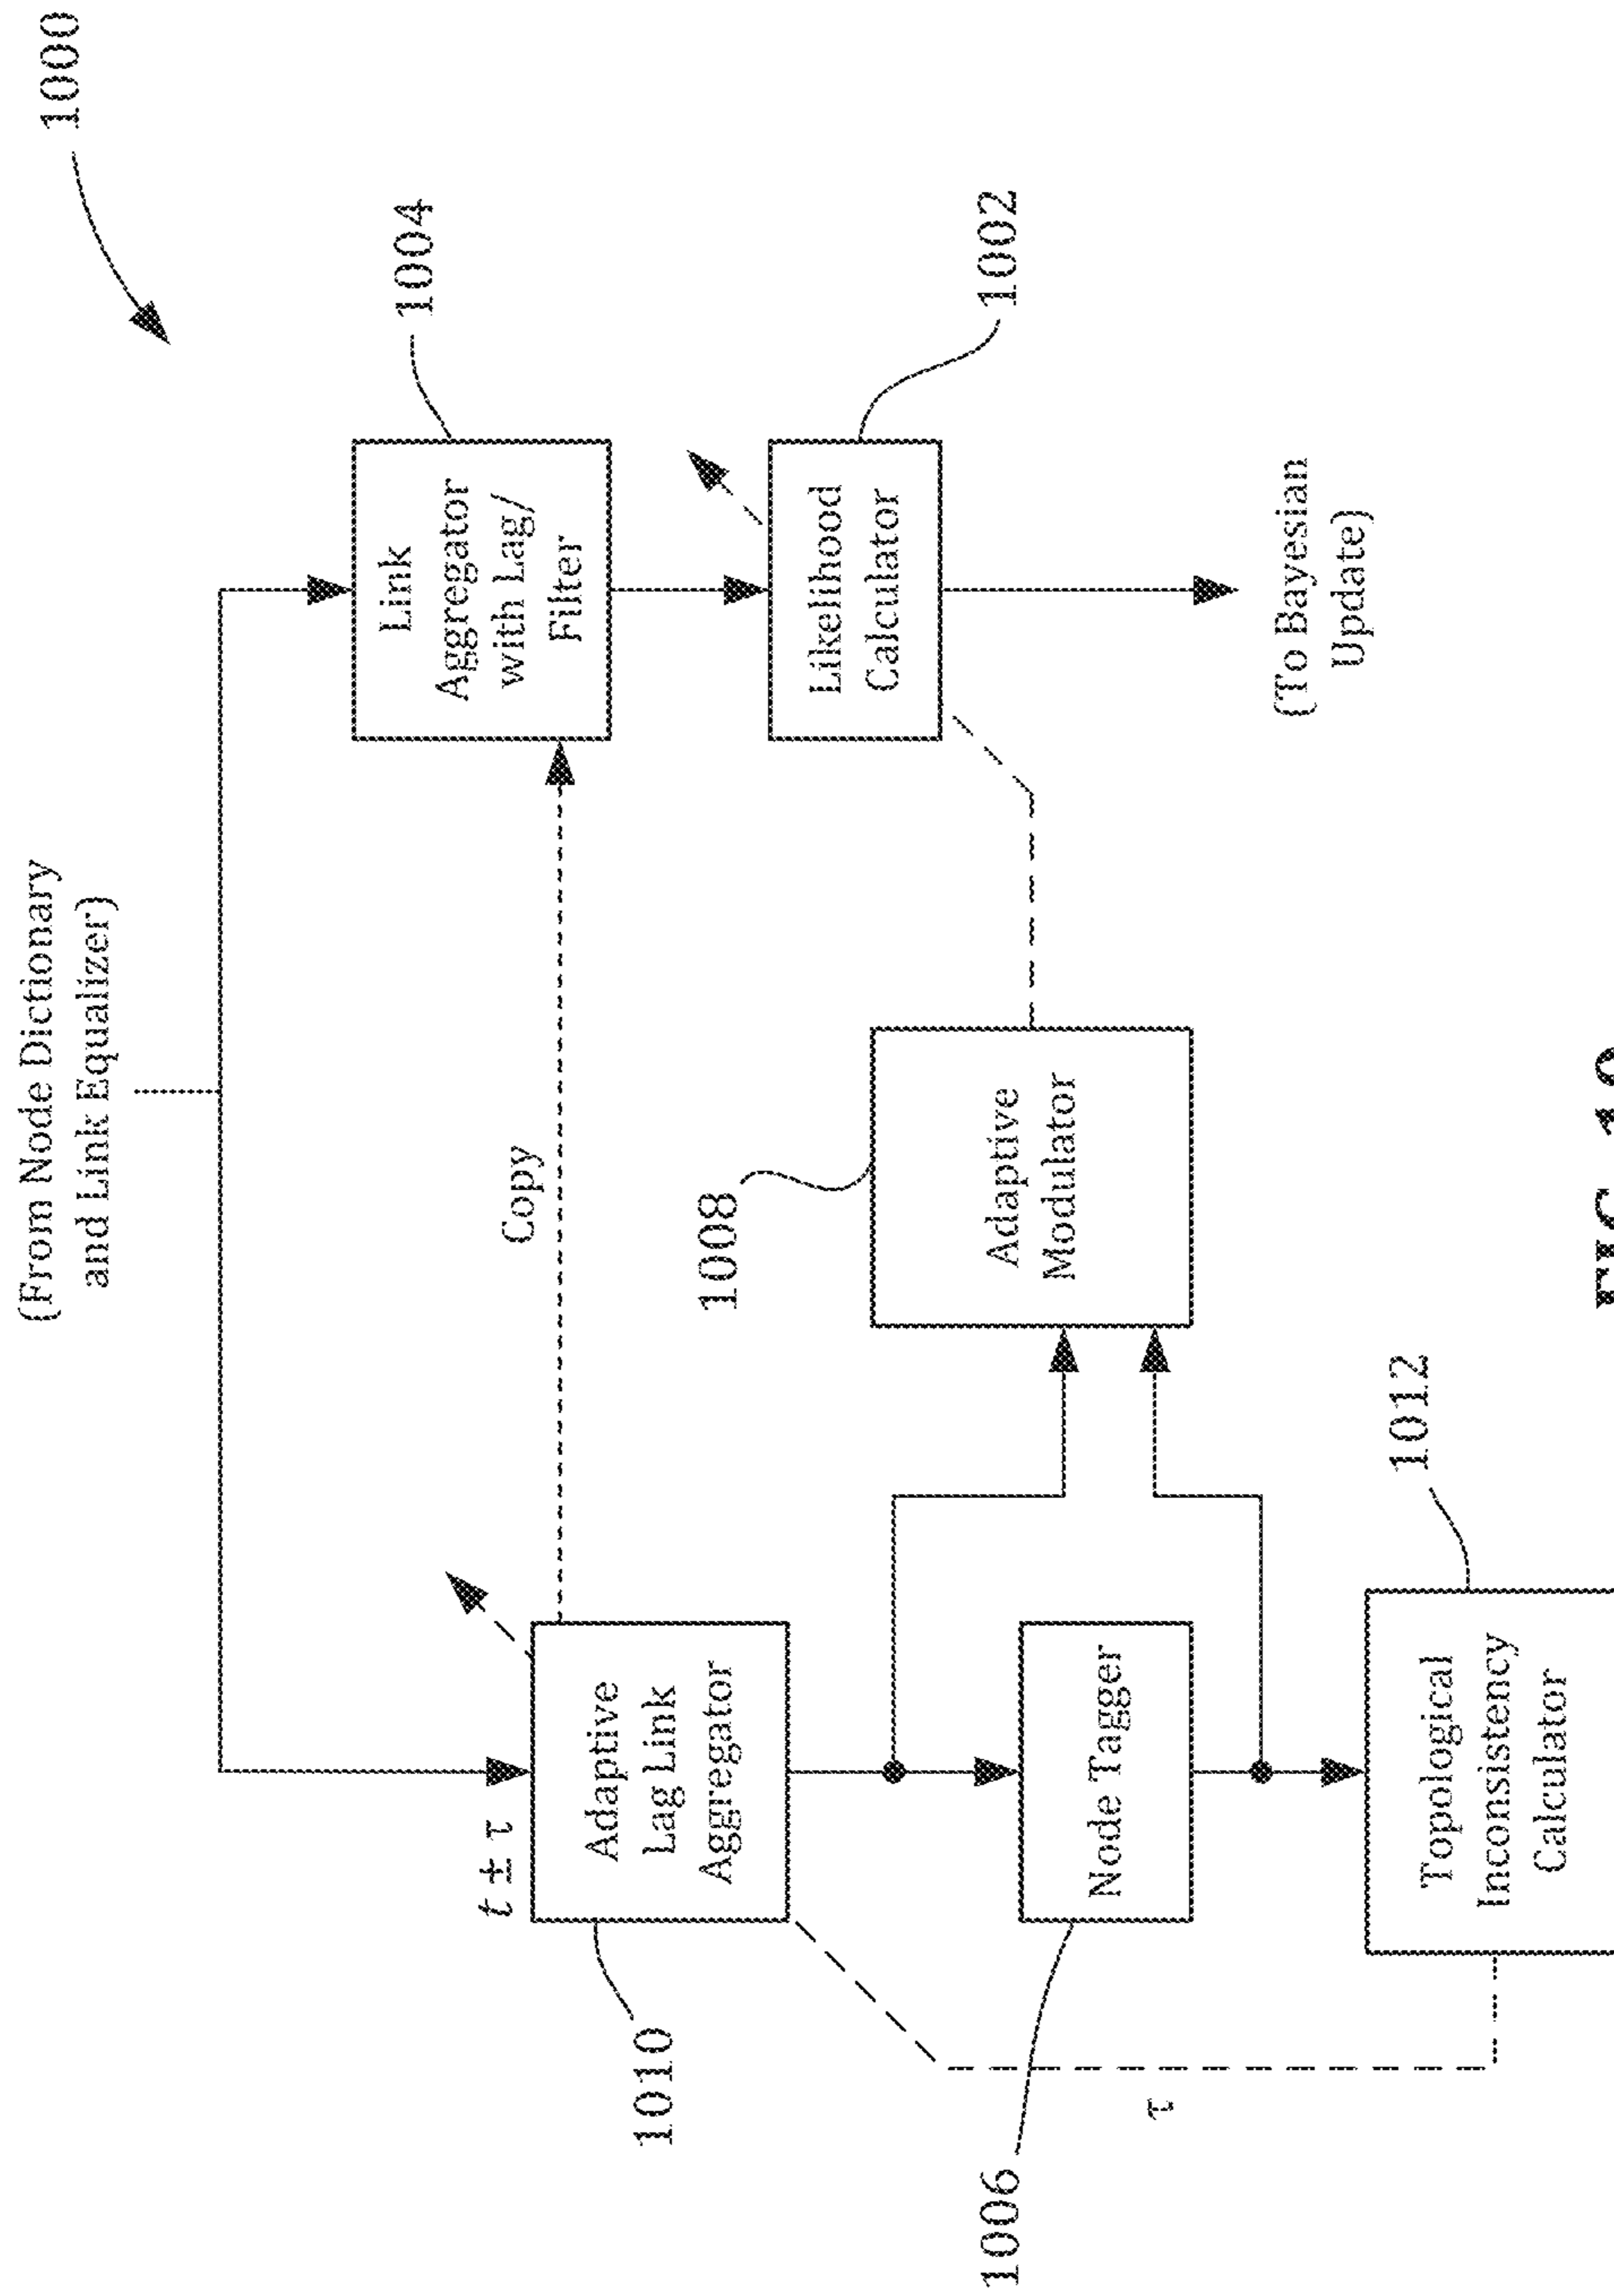 1000
(From Node Dictionary
and Link Equalizer)
1004
Link
Aggregator
with Lag/
Filter
Copy
t ± τ
Adaptive
Lag Link
Aggregator
1010
1002
Likelihood
Calculator
1008
Adaptive
Modulator
Node Tagger
1006
τ
(To Bayesian
Update)
1012
Topological
Inconsistency
Calculator